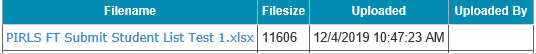 Filename Filesize Uploaded Uploaded By
PIRLS FT Submit Student List Test 1.xlsx 11606 12/4/2019 10:47:23 AM